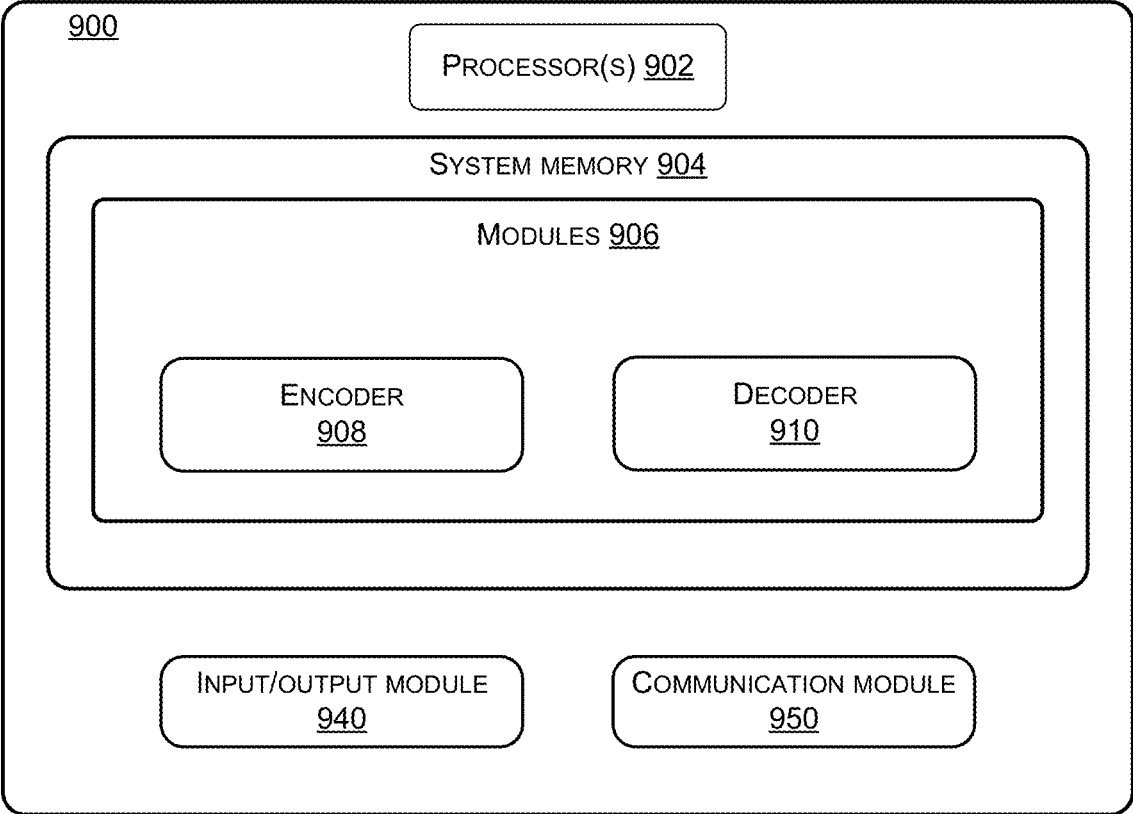 900
PROCESSOR(S) 902
SYSTEM MEMORY 904
MODULES 906
ENCODER
908
DECODER
910
INPUT/OUTPUT MODULE
940
COMMUNICATION MODULE
950